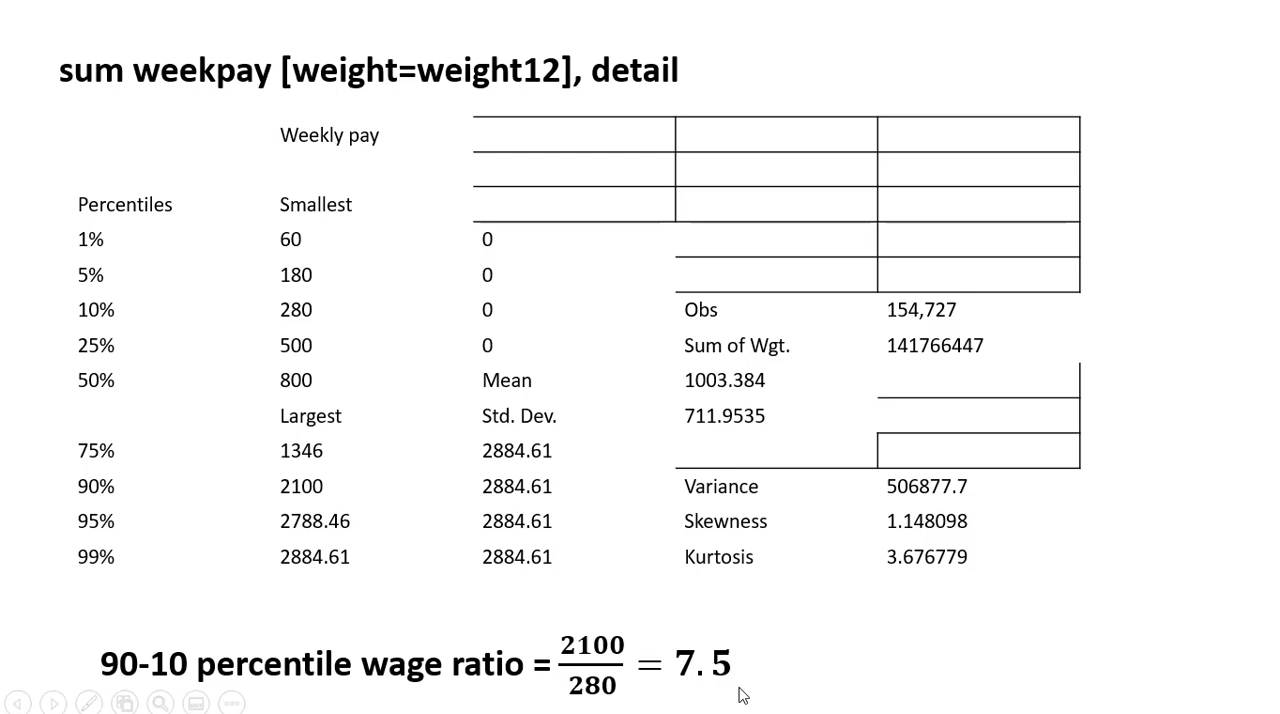 sum weekpay [weight=weight12], detail
Weekly pay
Percentiles Smallest
1% 60 0
5% 180 0
10% 280 0 Obs 154,727
25% 500 0 Sum of Wgt. 141766447
50% 800 Mean 1003.384
Largest Std. Dev. 711.9535
75% 1346 2884.61
90% 2100 2884.61 Variance 506877.7
95% 2788.46 2884.61 Skewness 1.148098
99% 2884.61 2884.61 Kurtosis 3.676779
90-10 percentile wage ratio = 2100/280 = 7.5